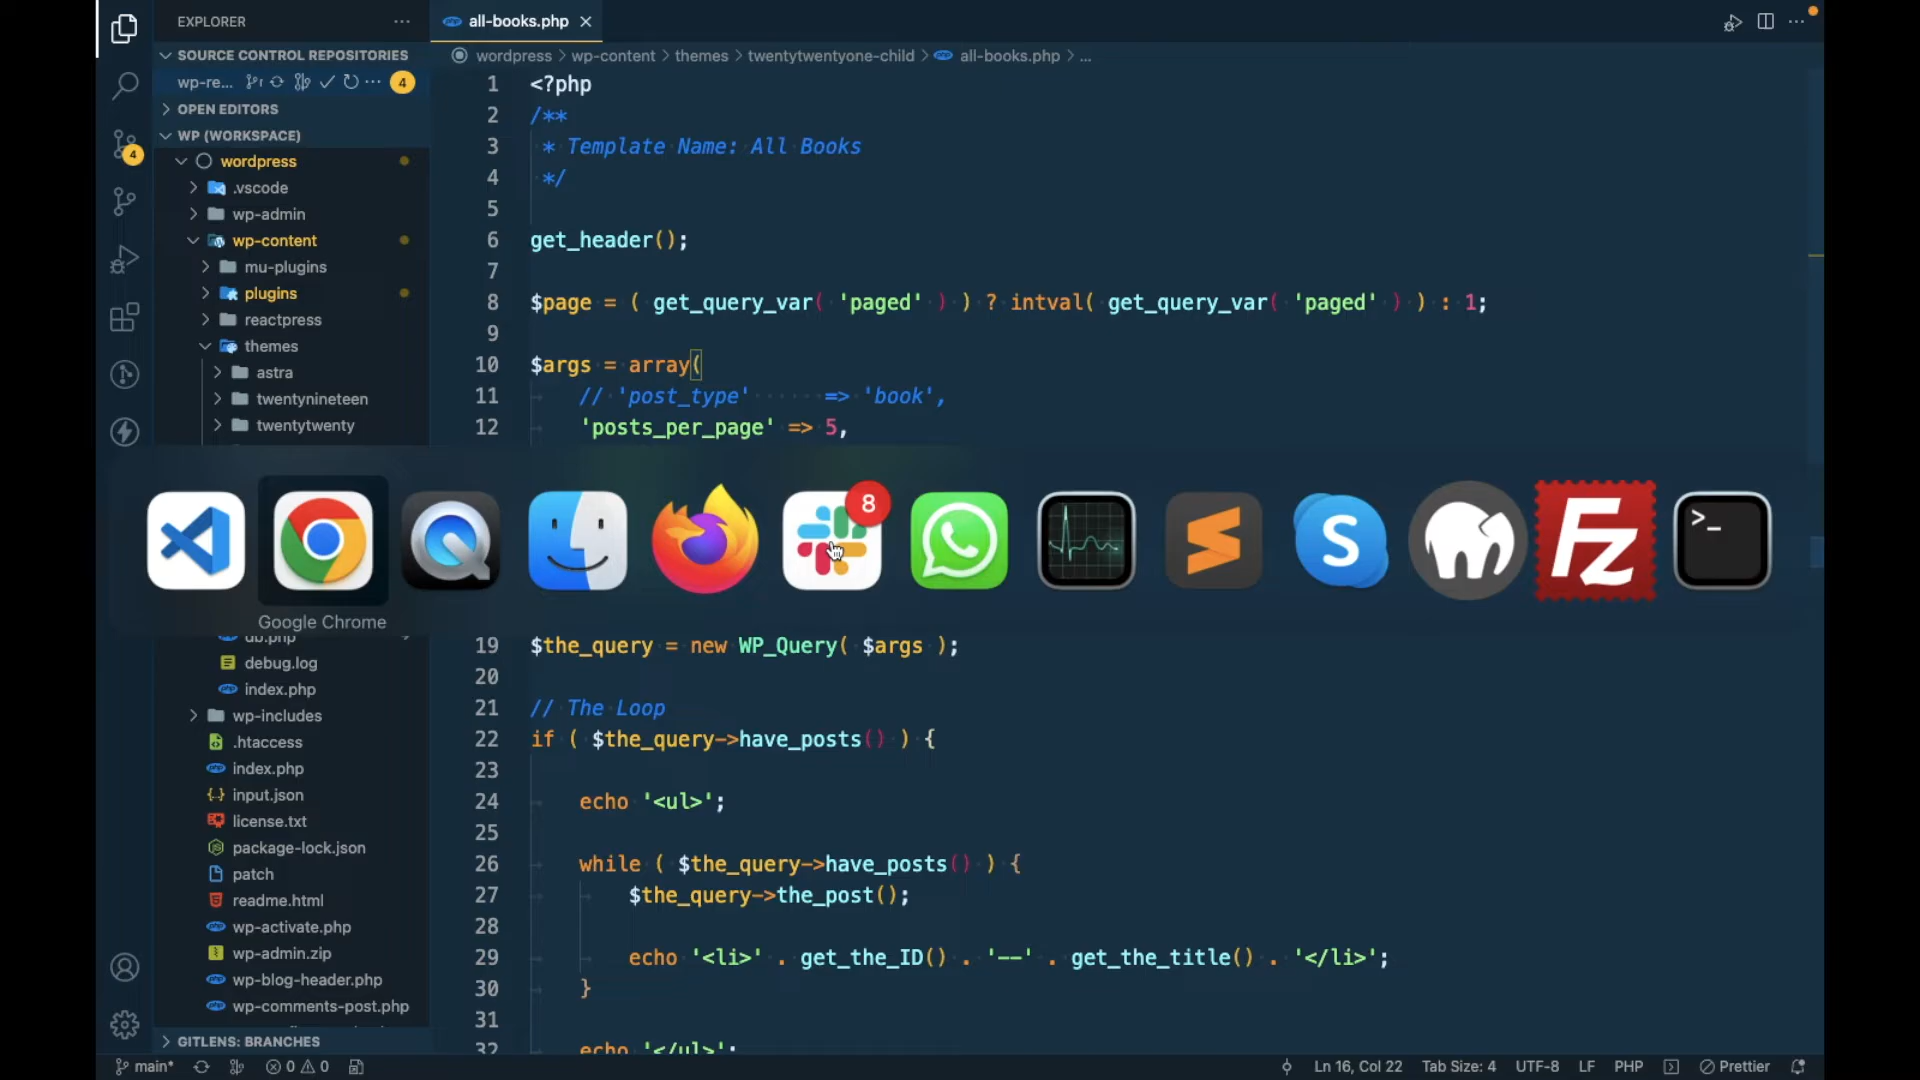 EXPLORER
SOURCE CONTROL REPOSITORIES
wp-re...
4
OPEN EDITORS
WP (WORKSPACE)
4
wordpress
.vscode
wp-admin
wp-content
mu-plugins
plugins
reactpress
themes
astra
twentynineteen
twentytwenty
db.php
debug.log
index.php
wp-includes
.htaccess
index.php
input.json
license.txt
package-lock.json
patch
readme.html
wp-activate.php
wp-admin.zip
wp-blog-header.php
wp-comments-post.php
GITLENS: BRANCHES
all-books.php
wordpress > wp-content > themes > twentytwentyone-child > all-books.php > ...
1 <?php
2 /**
3 * Template Name: All Books
4 */
5
6 get_header();
7
8 $page = ( get_query_var( 'paged' ) ) ? intval( get_query_var( 'paged' ) ) : 1;
9
10 $args = array(
11 // 'post_type' => 'book',
12 'posts_per_page' => 5,
8
S
Fz
>_
Google Chrome
19 $the_query = new WP_Query( $args );
20
21 // The Loop
22 if ( $the_query->have_posts() ) {
23
24 echo '<ul>';
25
26 while ( $the_query->have_posts() ) {
27 $the_query->the_post();
28
29 echo '<li>' . get_the_ID() . '--' . get_the_title() . '</li>';
30 }
31
32 echo '</ul>';
main* 0 0 Ln 16, Col 22 Tab Size: 4 UTF-8 LF PHP Prettier